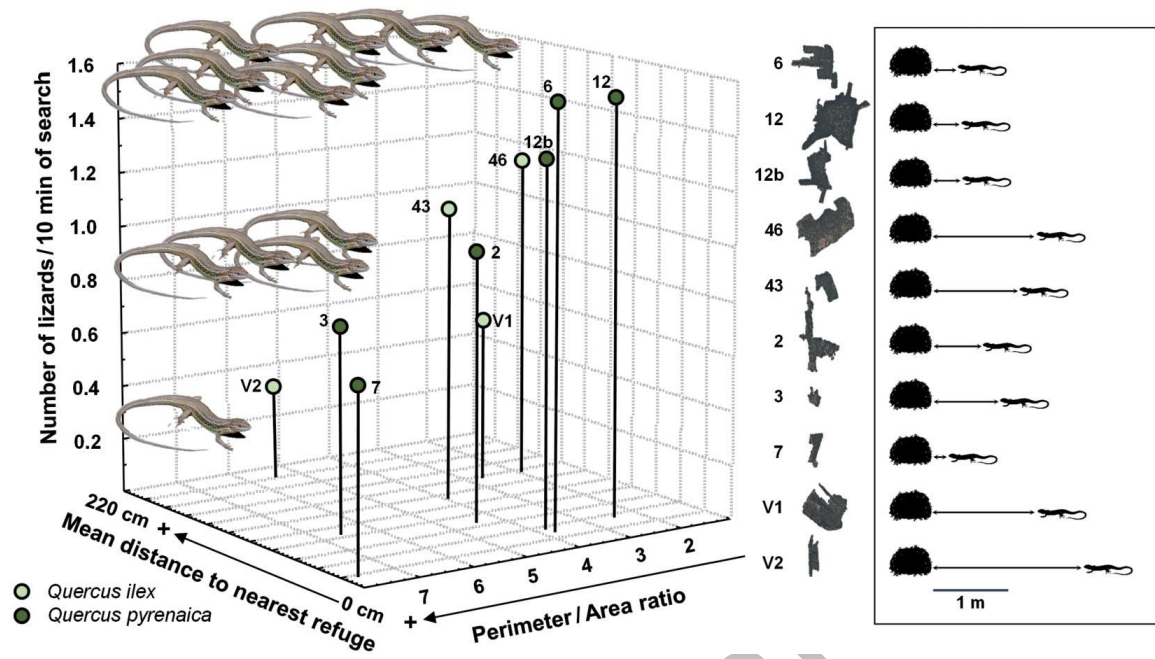 Number of lizards/10 min of search
1.6
1.4
1.2
1.0
0.8
0.6
0.4
0.2
6
12
12b
46
43
2
V1
3
7
V2
220 cm +
Mean distance to nearest refuge
0 cm
+
7
6
5
4
3
2
Perimeter/Area ratio
Quercus ilex
Quercus pyrenaica
6
12
12b
46
43
2
3
7
V1
V2
1 m